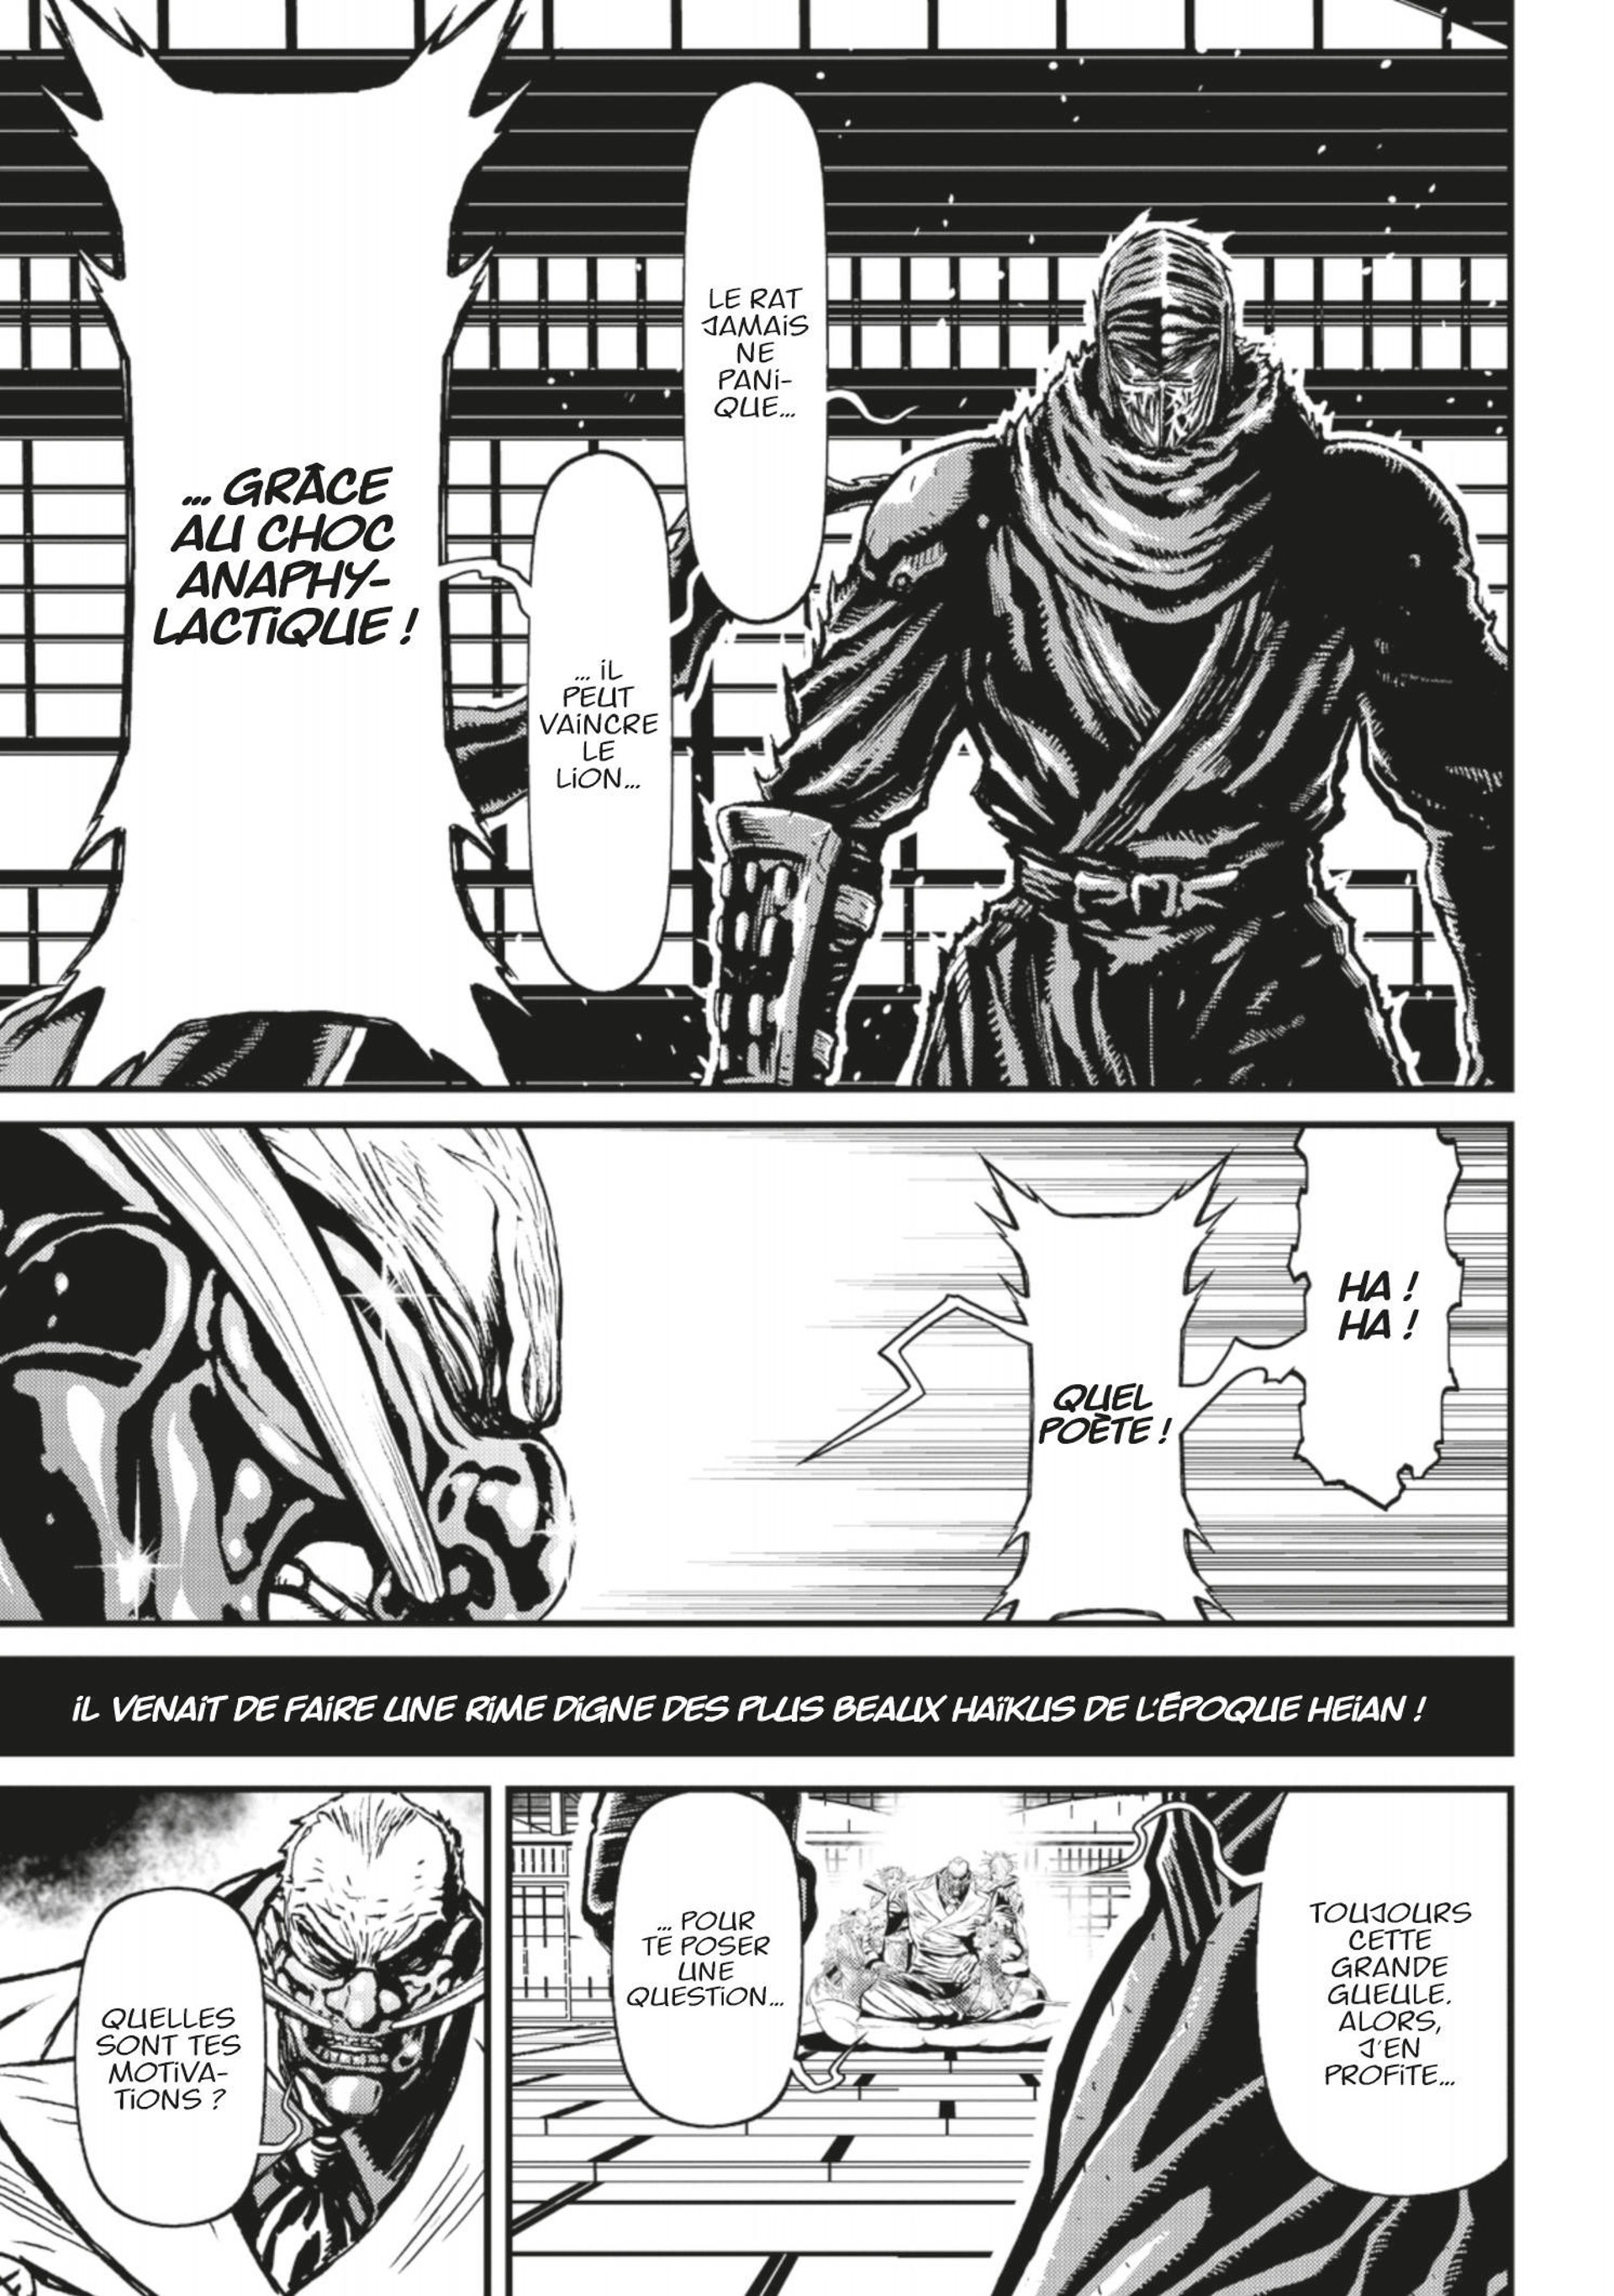 LE RAT
JAMAIS
NE
PANI-
QUE...
... IL
PEUT
VAINCRE
LE
LION...
... GRÂCE
AU CHOC
ANAPHY-
LACTIQUE !
HA !
HA !
QUEL
POÈTE !
IL VENAIT DE FAIRE UNE RIME DIGNE DES PLUS BEAUX HAÏKUS DE L'ÉPOQUE HEIAN !
TOUJOURS
CETTE
GRANDE
GUEULE.
ALORS,
J'EN
PROFITE...
... POUR
TE POSER
UNE
QUESTION...
QUELLES
SONT TES
MOTIVA-
TIONS ?